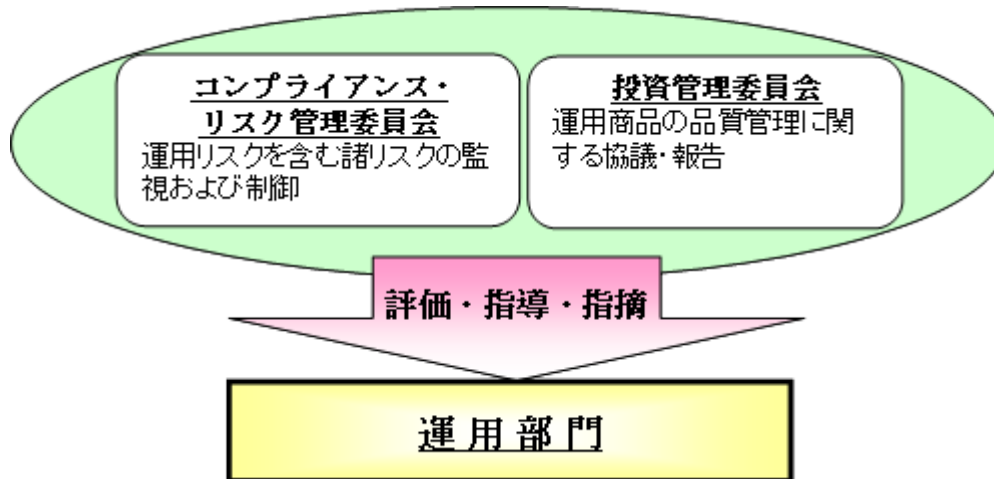 コンプライアンス・
リスク管理委員会
運用リスクを含む諸リスクの監
視および制御
投資管理委員会
運用商品の品質管理に関
する協議・報告
評価・指導・指摘
運用部門